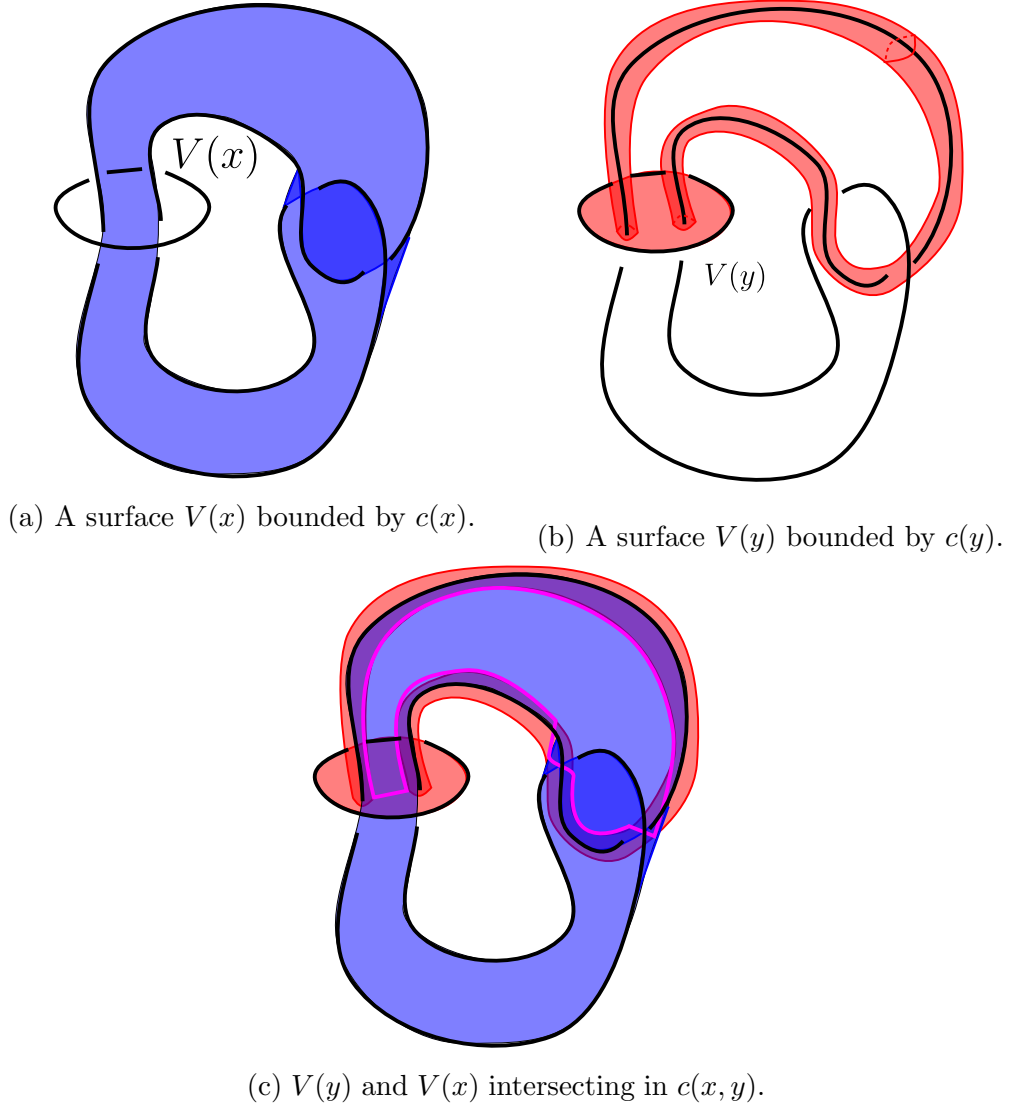 V(x)
V(y)
(a) A surface V(x) bounded by c(x).
(b) A surface V(y) bounded by c(y).
(c) V(y) and V(x) intersecting in c(x, y).